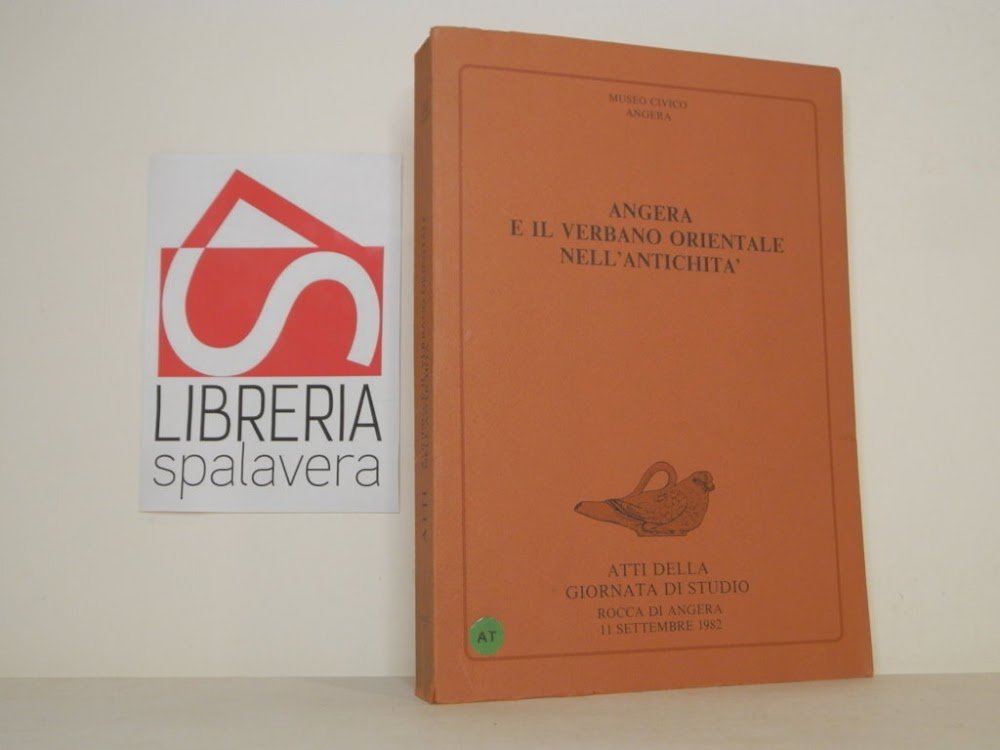 LIBRERIA
spalavera
ATTI
MUSEO CIVICO
ANGERA
ANGERA
E IL VERBANO ORIENTALE
NELL'ANTICHITA'
ATTI DELLA
GIORNATA DI STUDIO
ROCCA DI ANGERA
11 SETTEMBRE 1982
AT